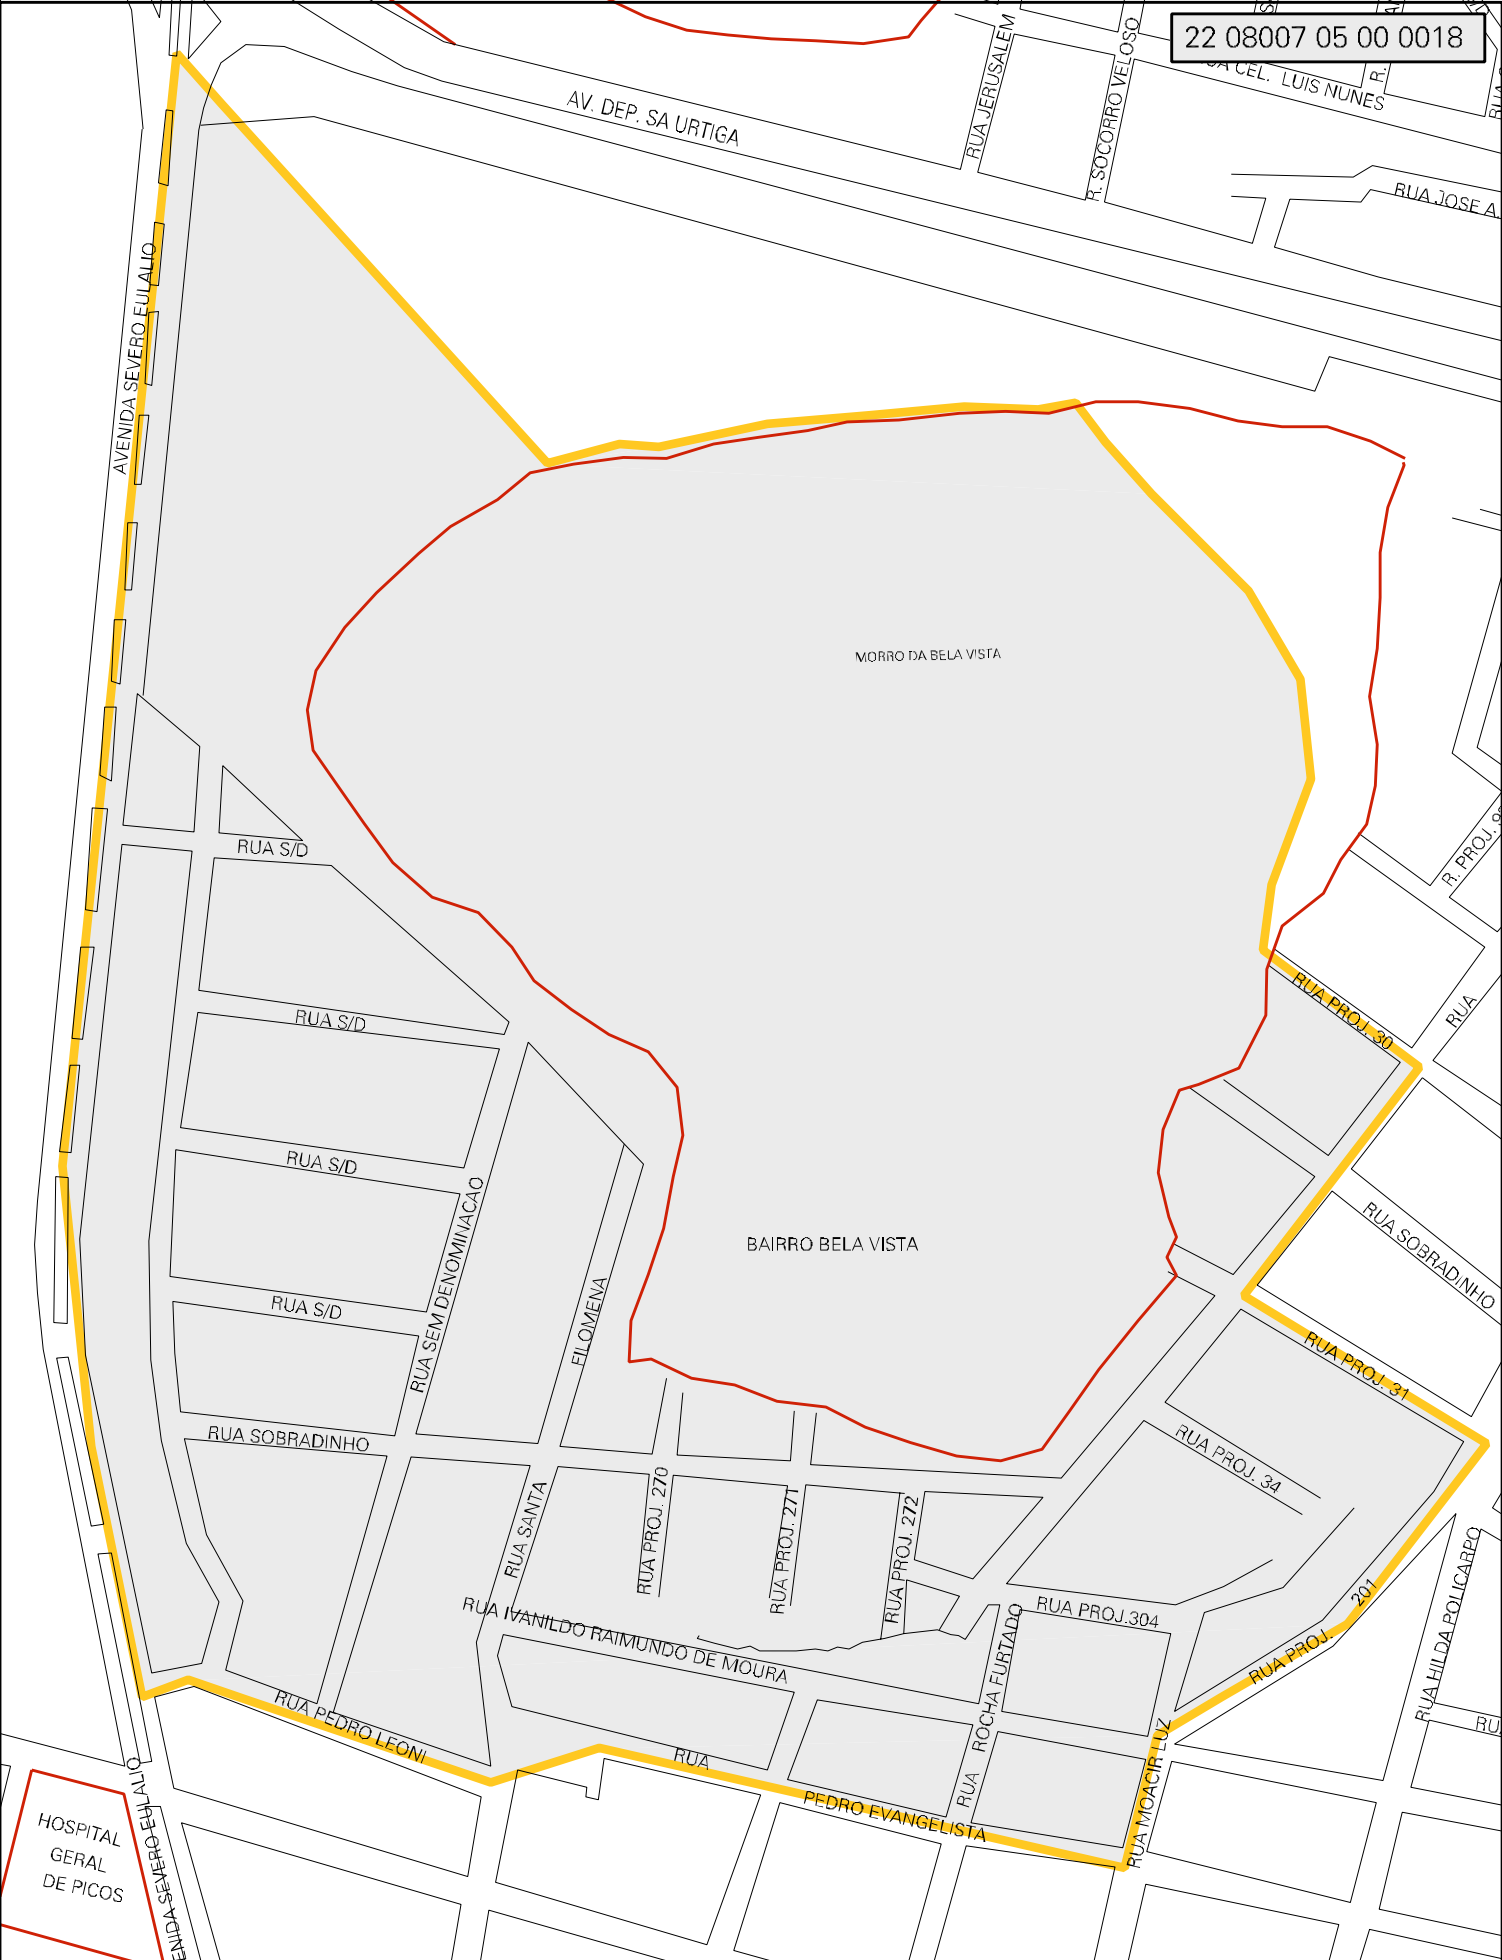 22 08007 05 00 0018
RUA JERUSALEM
R. SOCORRO VELOSO
CEL. LUIS NUNES
R.
AV. DEP. SA URTIGA
RUA JOSE A.
AVENIDA SEVERO EULALIO
MORRO DA BELA VISTA
R. PROJ.
RUA S/D
RUA PROJ. 30
RUA
RUA S/D
RUA S/D
RUA SEM DENOMINACAO
BAIRRO BELA VISTA
RUA SOBRADINHO
FILOMENA
RUA S/D
RUA PROJ. 31
RUA SOBRADINHO
RUA PROJ. 34
RUA SANTA
RUA PROJ. 270
RUA PROJ. 271
RUA PROJ. 272
RUA IVANILDO RAIMUNDO DE MOURA
RUA PROJ.304
RUA PROJ. 201
RUA HILDA POLICARPO
RUA ROCHA FURTADO
RUA PEDRO LEONI
RUA PEDRO EVANGELISTA
RUA MOACIR LUZ
AVENIDA SEVERO EULALIO
HOSPITAL
GERAL
DE PICOS